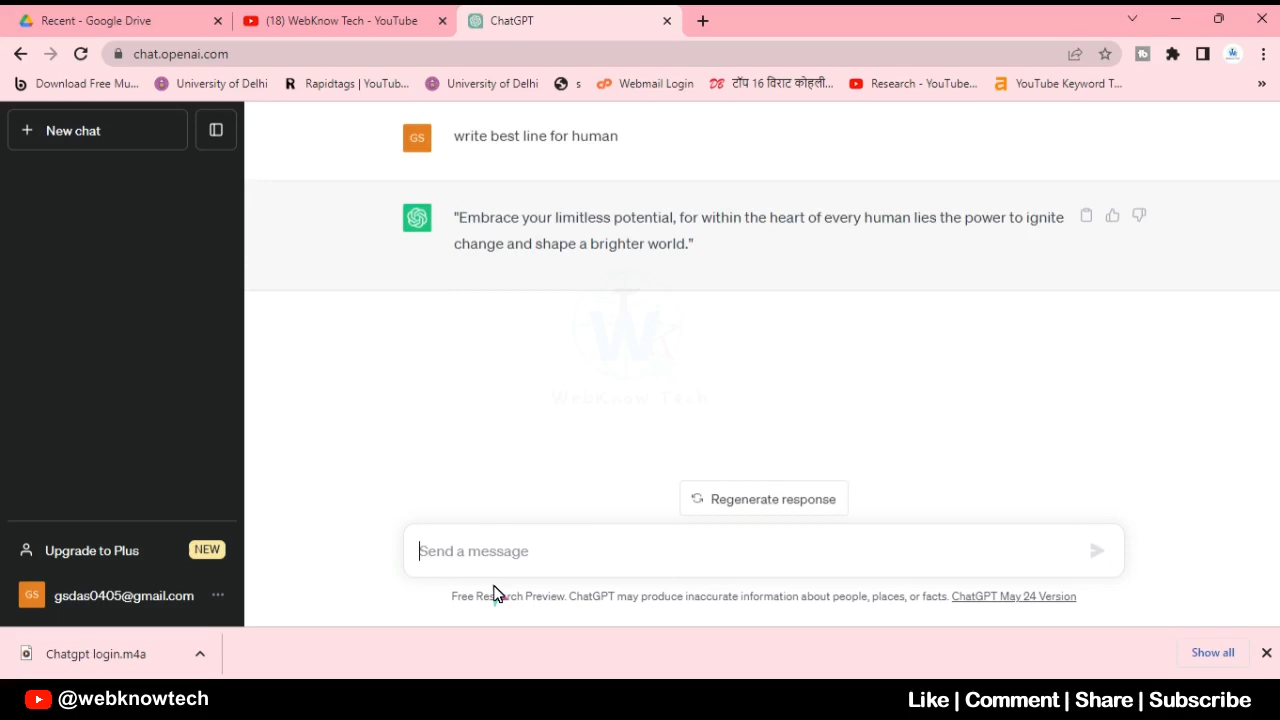 Recent - Google Drive
(18) WebKnow Tech - YouTube
ChatGPT
chat.openai.com
Download Free Mu...
University of Delhi
Rapidtags | YouTub...
University of Delhi
s
Webmail Login
टॉप 16 विराट कोहली...
Research - YouTube...
YouTube Keyword T...
»
New chat
GS
write best line for human
"Embrace your limitless potential, for within the heart of every human lies the power to ignite
change and shape a brighter world."
WebKnow Tech
Regenerate response
Send a message
Free Research Preview. ChatGPT may produce inaccurate information about people, places, or facts. ChatGPT May 24 Version
Upgrade to Plus
NEW
GS
gsdas0405@gmail.com
Chatgpt login.m4a
Show all
@webknowtech
Like | Comment | Share | Subscribe